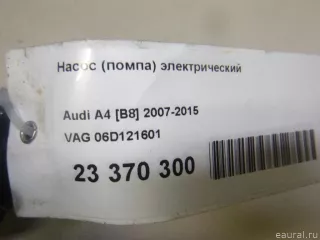 Насос (помпа) электрический
Audi A4 [B8] 2007-2015
VAG 06D121601
23 370 300
eaural.ru